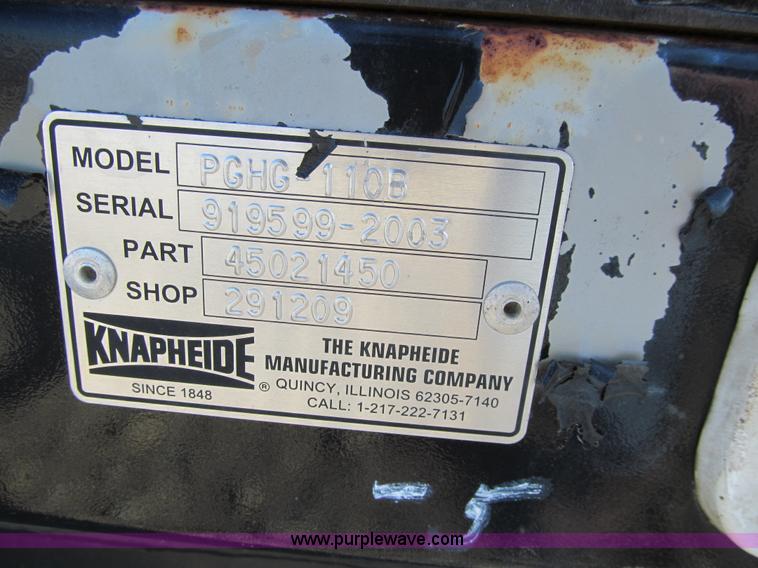 MODEL PGHG-110B
SERIAL 919599-2003
PART 45021450
SHOP 291209
KNAPHEIDE ®
SINCE 1848
THE KNAPHEIDE
MANUFACTURING COMPANY
QUINCY, ILLINOIS 62305-7140
CALL: 1-217-222-7131
www.purplewave.com